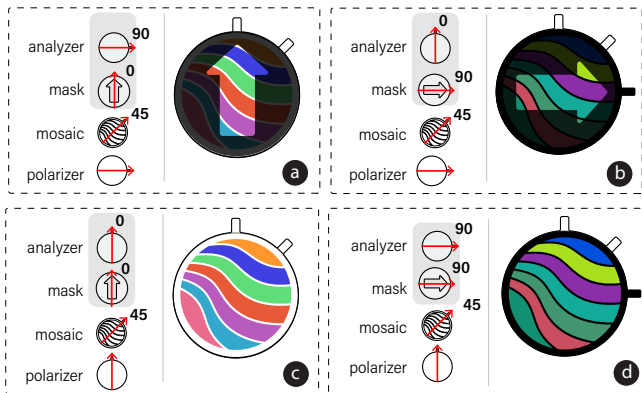 analyzer 90
mask 0
mosaic 45
polarizer
a
analyzer 0
mask 90
mosaic 45
polarizer
b
analyzer 0
mask 0
mosaic 45
polarizer
c
analyzer 90
mask 90
mosaic 45
polarizer
d